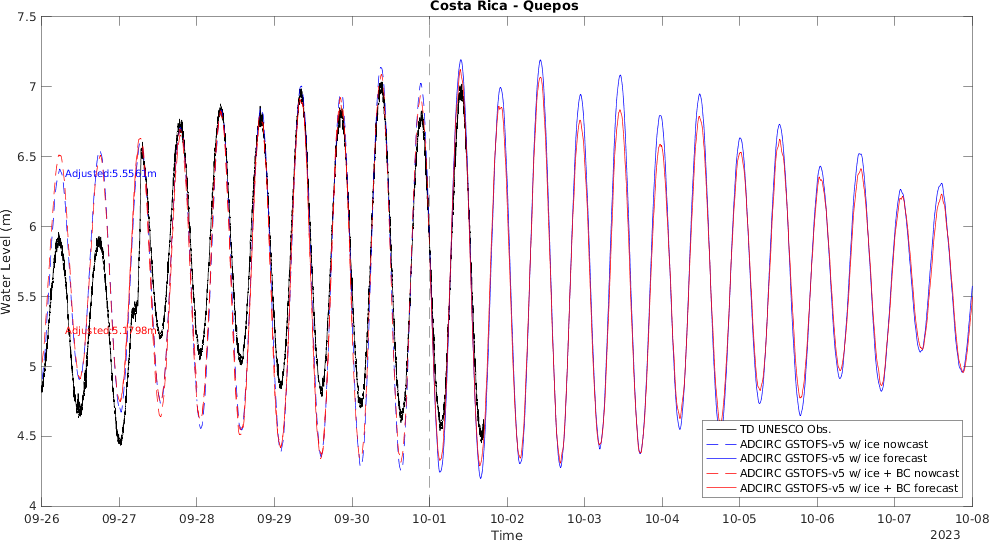 Costa Rica - Quepos
7.5
7
6.5
6
5.5
5
4.5
4
Water Level (m)
Adjusted:5.5561m
Adjusted:5.1798m
TD UNESCO Obs.
ADCIRC GSTOFS-v5 w/ ice nowcast
ADCIRC GSTOFS-v5 w/ ice forecast
ADCIRC GSTOFS-v5 w/ ice + BC nowcast
ADCIRC GSTOFS-v5 w/ ice + BC forecast
09-26 09-27 09-28 09-29 09-30 10-01 10-02 10-03 10-04 10-05 10-06 10-07 10-08
Time
2023